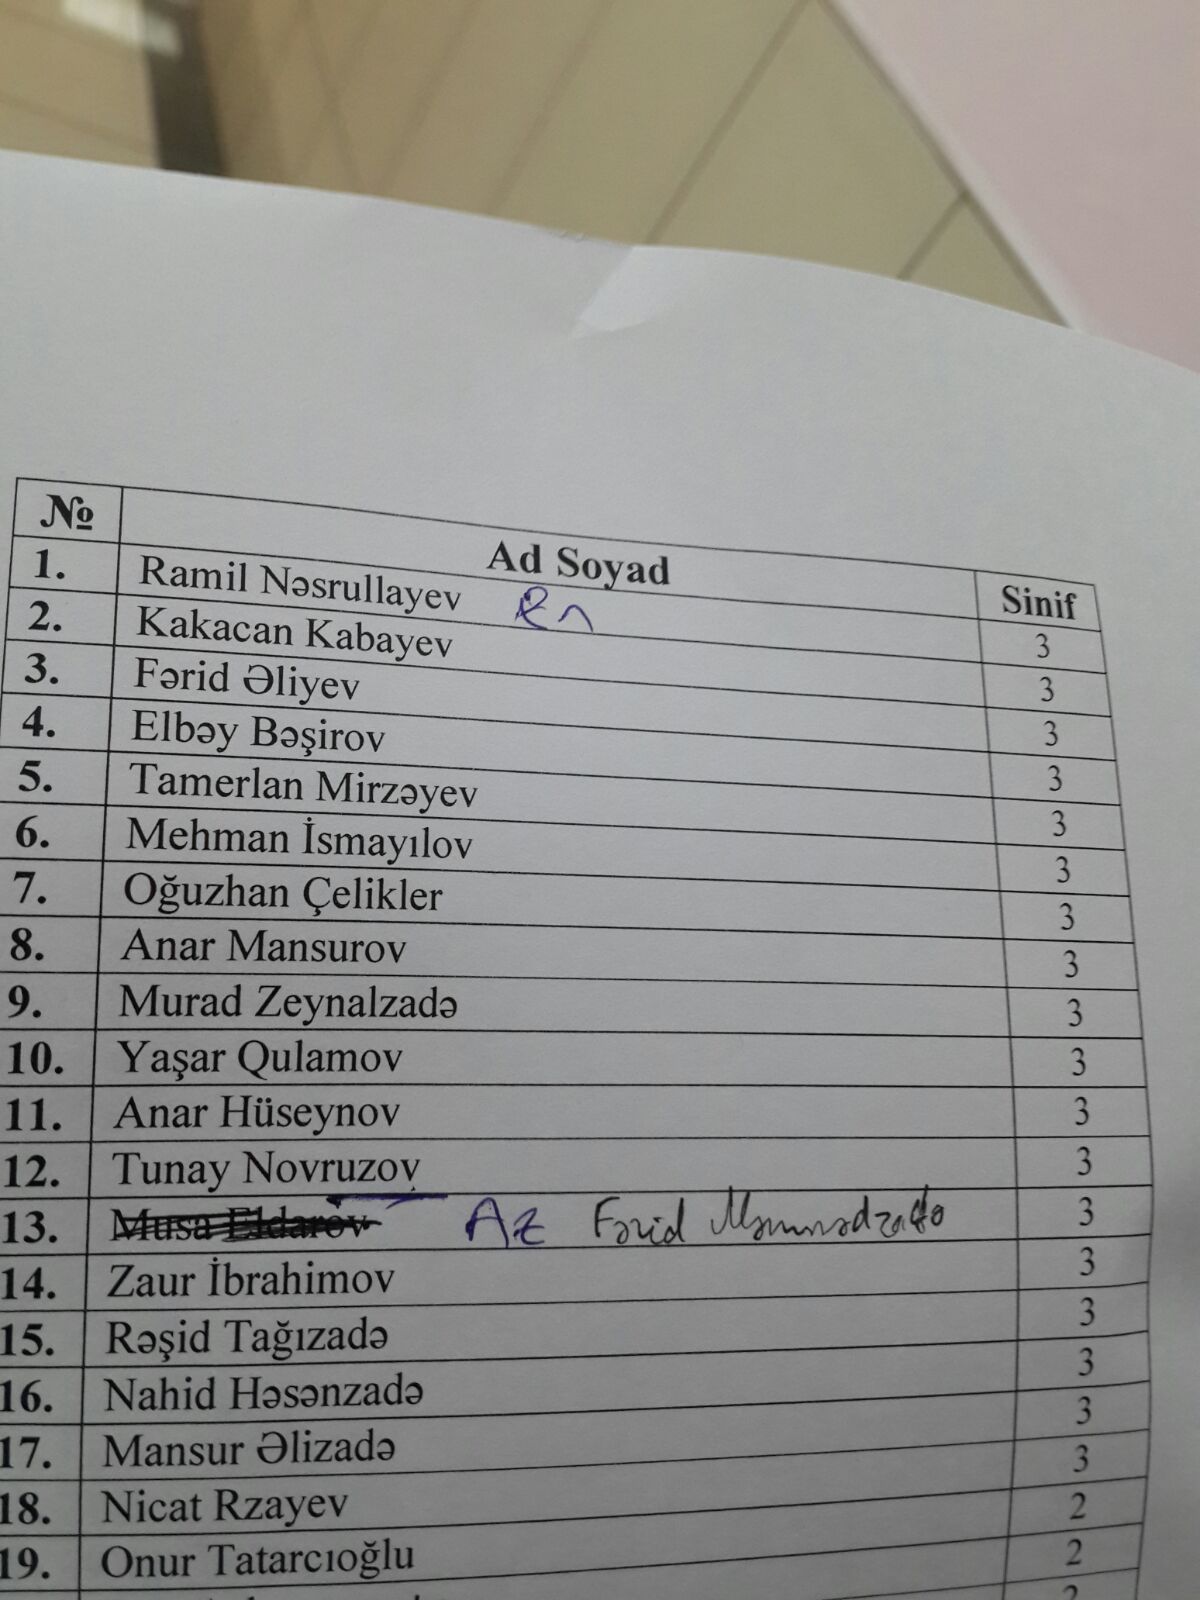 № Ad Soyad Sinif
1. Ramil Nəsrullayev Rn 3
2. Kakacan Kabayev 3
3. Fərid Əliyev 3
4. Elbəy Bəşirov 3
5. Tamerlan Mirzəyev 3
6. Mehman İsmayılov 3
7. Oğuzhan Çelikler 3
8. Anar Mansurov 3
9. Murad Zeynalzadə 3
10. Yaşar Qulamov 3
11. Anar Hüseynov 3
12. Tunay Novruzov 3
13. Musa Eldarov Az Fərid Məmmədzadə 3
14. Zaur İbrahimov 3
15. Rəşid Tağızadə 3
16. Nahid Həsənzadə 3
17. Mansur Əlizadə 3
18. Nicat Rzayev 3
19. Onur Tatarcıoğlu 2
2
2